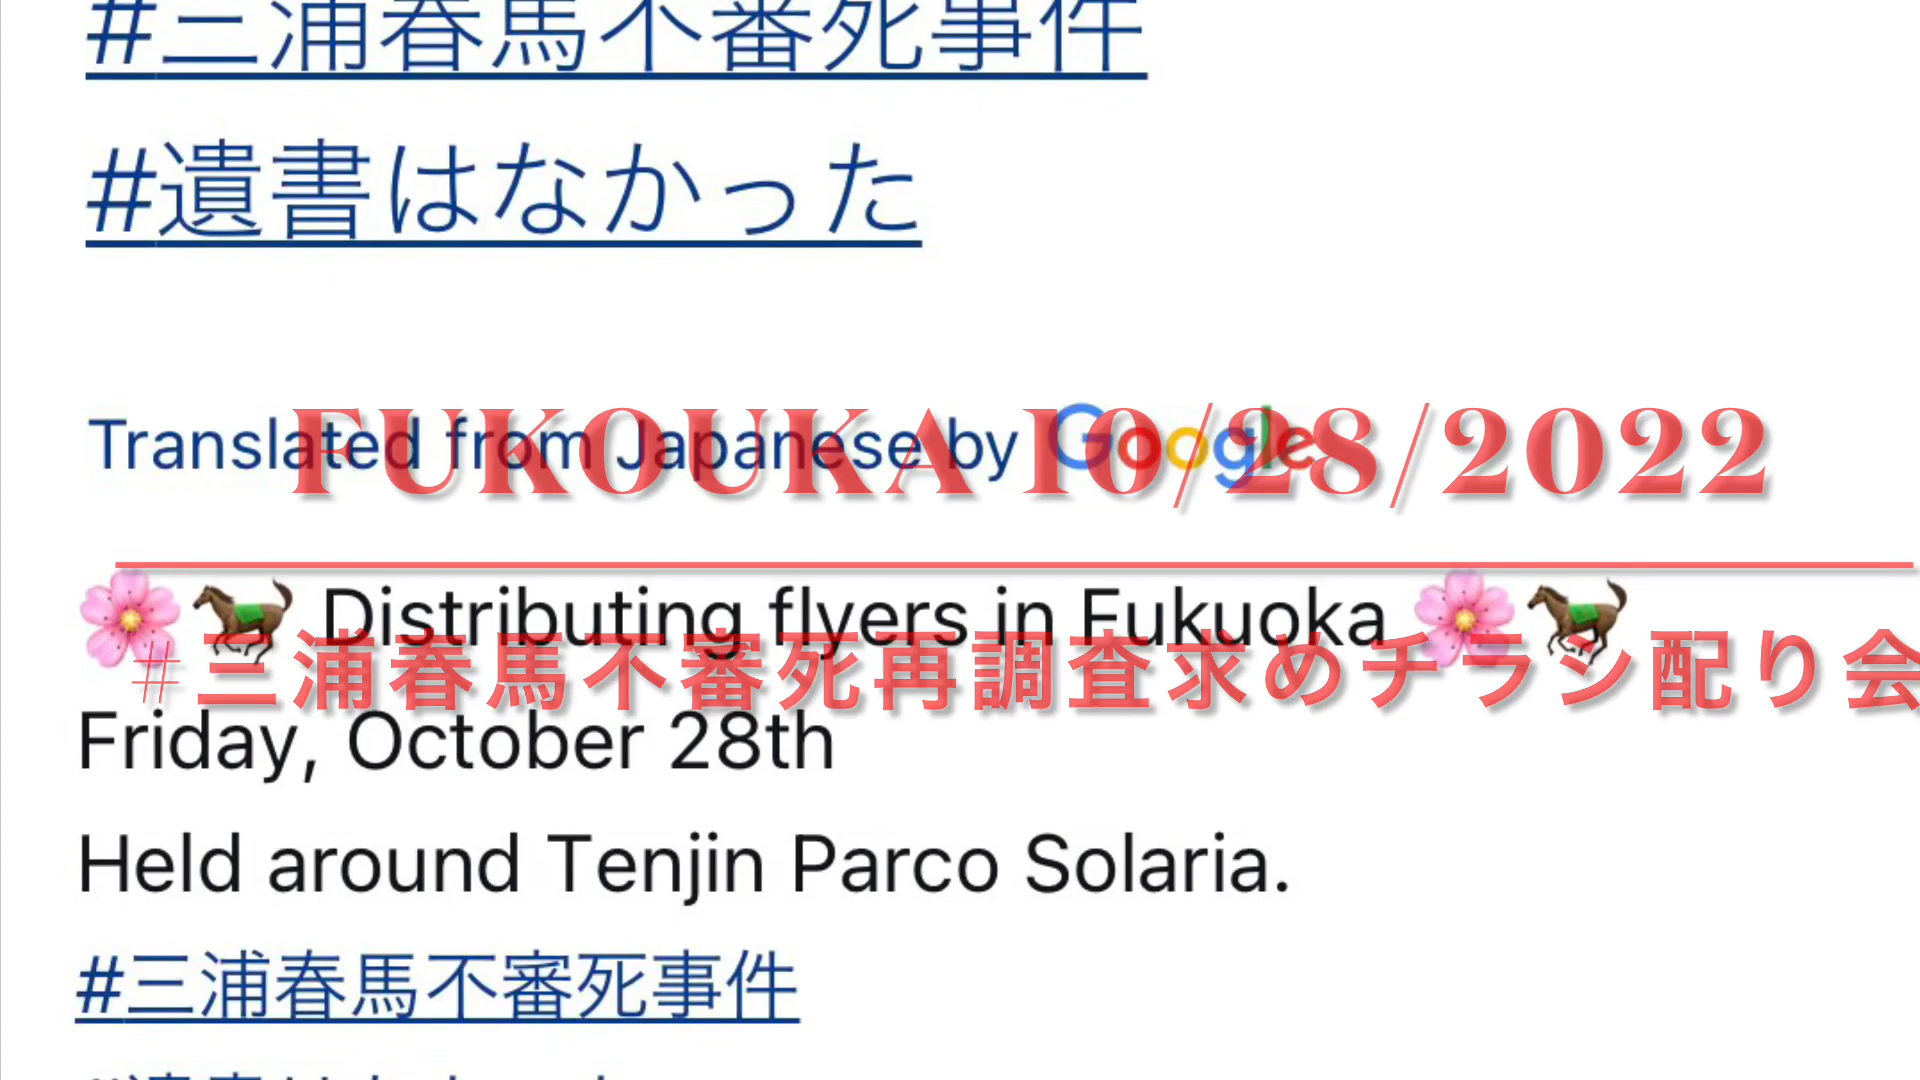 #三浦春馬不審死事件
#遺書はなかった
Translated from Japanese by Google
FUKOUKA 10/28/2022
🌸🐎 Distributing flyers in Fukuoka 🌸🐎
#三浦春馬不審死再調査求めチラシ配り会
Friday, October 28th
Held around Tenjin Parco Solaria.
#三浦春馬不審死事件